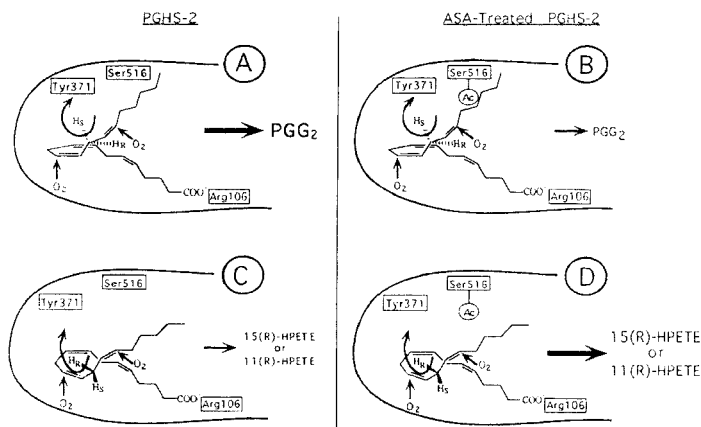 PGHS-2
ASA-Treated PGHS-2
A
Ser516
Tyr371
HS
HR
O2
O2
COO-
Arg106
PGG2
B
Ser516
Ac
Tyr371
HS
HR
O2
O2
COO-
Arg106
PGG2
C
Ser516
Tyr371
HR
HS
O2
O2
COO-
Arg106
15(R)-HPETE
or
11(R)-HPETE
D
Ser516
Ac
Tyr371
HR
HS
O2
O2
COO-
Arg106
15(R)-HPETE
or
11(R)-HPETE